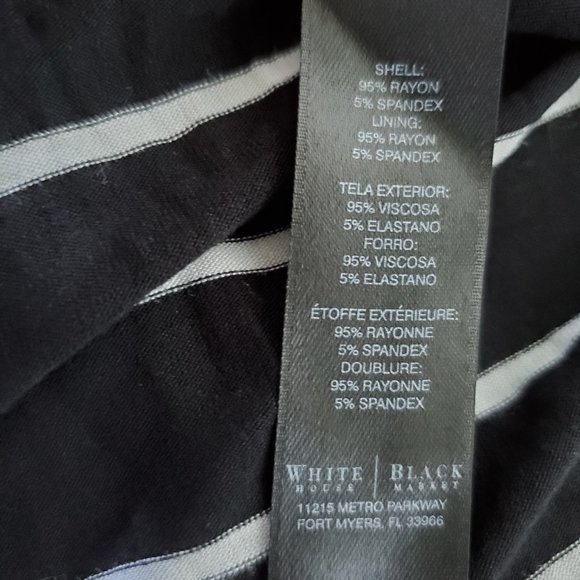 SHELL:
95% RAYON
5% SPANDEX
LINING:
95% RAYON
5% SPANDEX
TELA EXTERIOR:
95% VISCOSA
5% ELASTANO
FORRO:
95% VISCOSA
5% ELASTANO
ÉTOFFE EXTÉRIEURE:
95% RAYONNE
5% SPANDEX
DOUBLURE:
95% RAYONNE
5% SPANDEX
WHITE | BLACK
HOUSE MARKET
11215 METRO PARKWAY
FORT MYERS, FL 33966